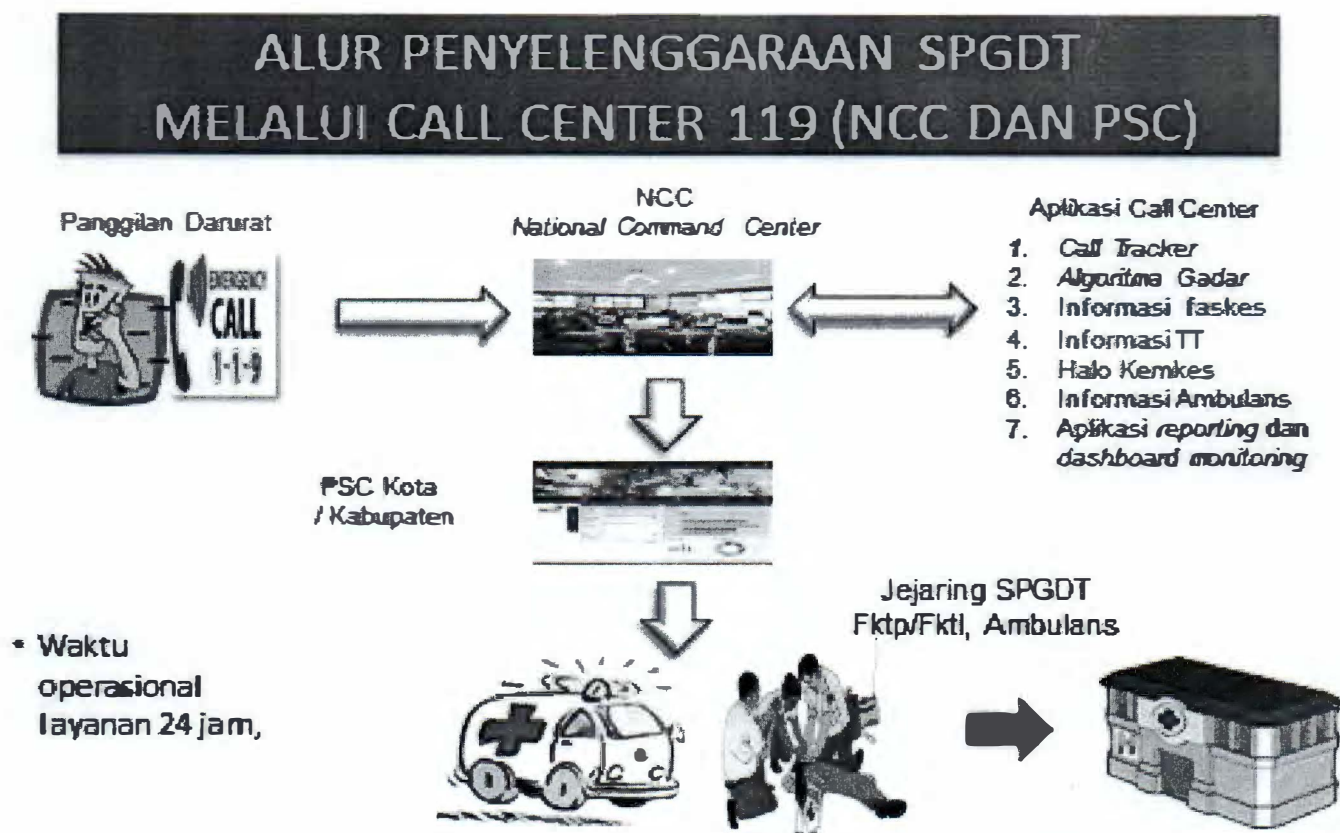 ALUR PENYELENGGARAAN SPGDT
MELALUI CALL CENTER 119 (NCC DAN PSC)
Panggilan Darurat
EMERGENCY
CALL
1-1-9
NCC
National Command Center
Aplikasi Call Center
1. Call Tracker
2. Algoritma Gadar
3. Informasi faskes
4. Informasi TT
5. Halo Kemkes
6. Informasi Ambulans
7. Aplikasi reporting dan
dashboard monitoring
PSC Kota
/ Kabupaten
Jejaring SPGDT
Fktp/Fktl, Ambulans
• Waktu
operasional
layanan 24 jam,